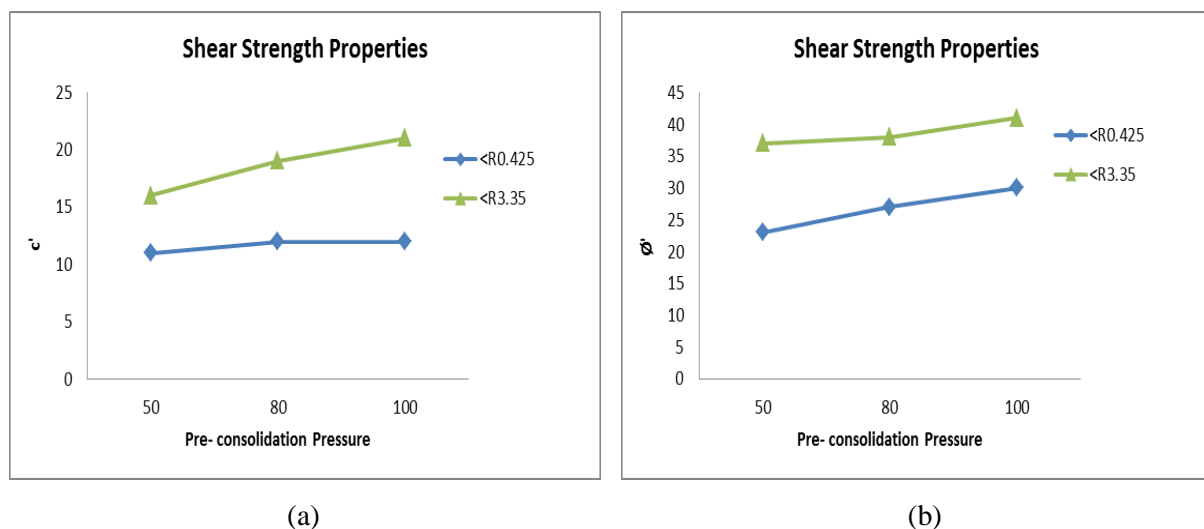 Shear Strength Properties
25
20
15
10
5
0
c'
50 80 100
Pre- consolidation Pressure
<R0.425
<R3.35
(a)
Shear Strength Properties
45
40
35
30
25
20
15
10
5
0
Ø'
50 80 100
Pre- consolidation Pressure
<R0.425
<R3.35
(b)